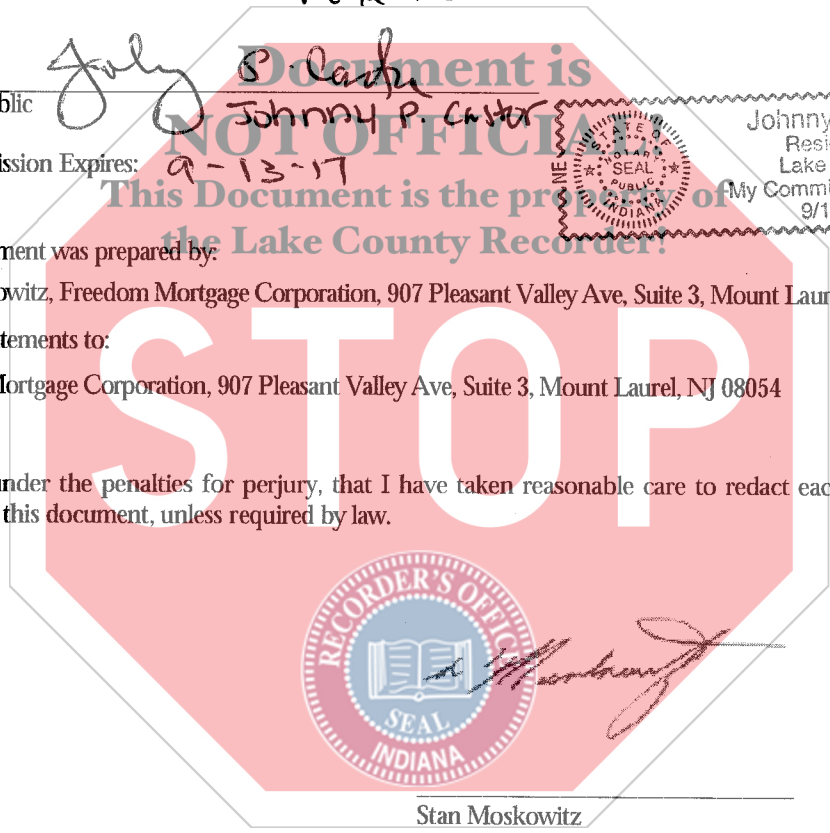 Document is
blic
Johnny P. Castor
NOT OFFICIAL!
Johnny
Resi
Lake
My Commi
9/1
STATE OF
NOTARY
SEAL
PUBLIC
INDIANA
ission Expires: 9-13-17
This Document is the property of
the Lake County Recorder!
ment was prepared by:
owitz, Freedom Mortgage Corporation, 907 Pleasant Valley Ave, Suite 3, Mount Laur
tements to:
Mortgage Corporation, 907 Pleasant Valley Ave, Suite 3, Mount Laurel, NJ 08054
STOP
nder the penalties for perjury, that I have taken reasonable care to redact eac
this document, unless required by law.
RECORDER'S OFFICE
SEAL
INDIANA
Stan Moskowitz